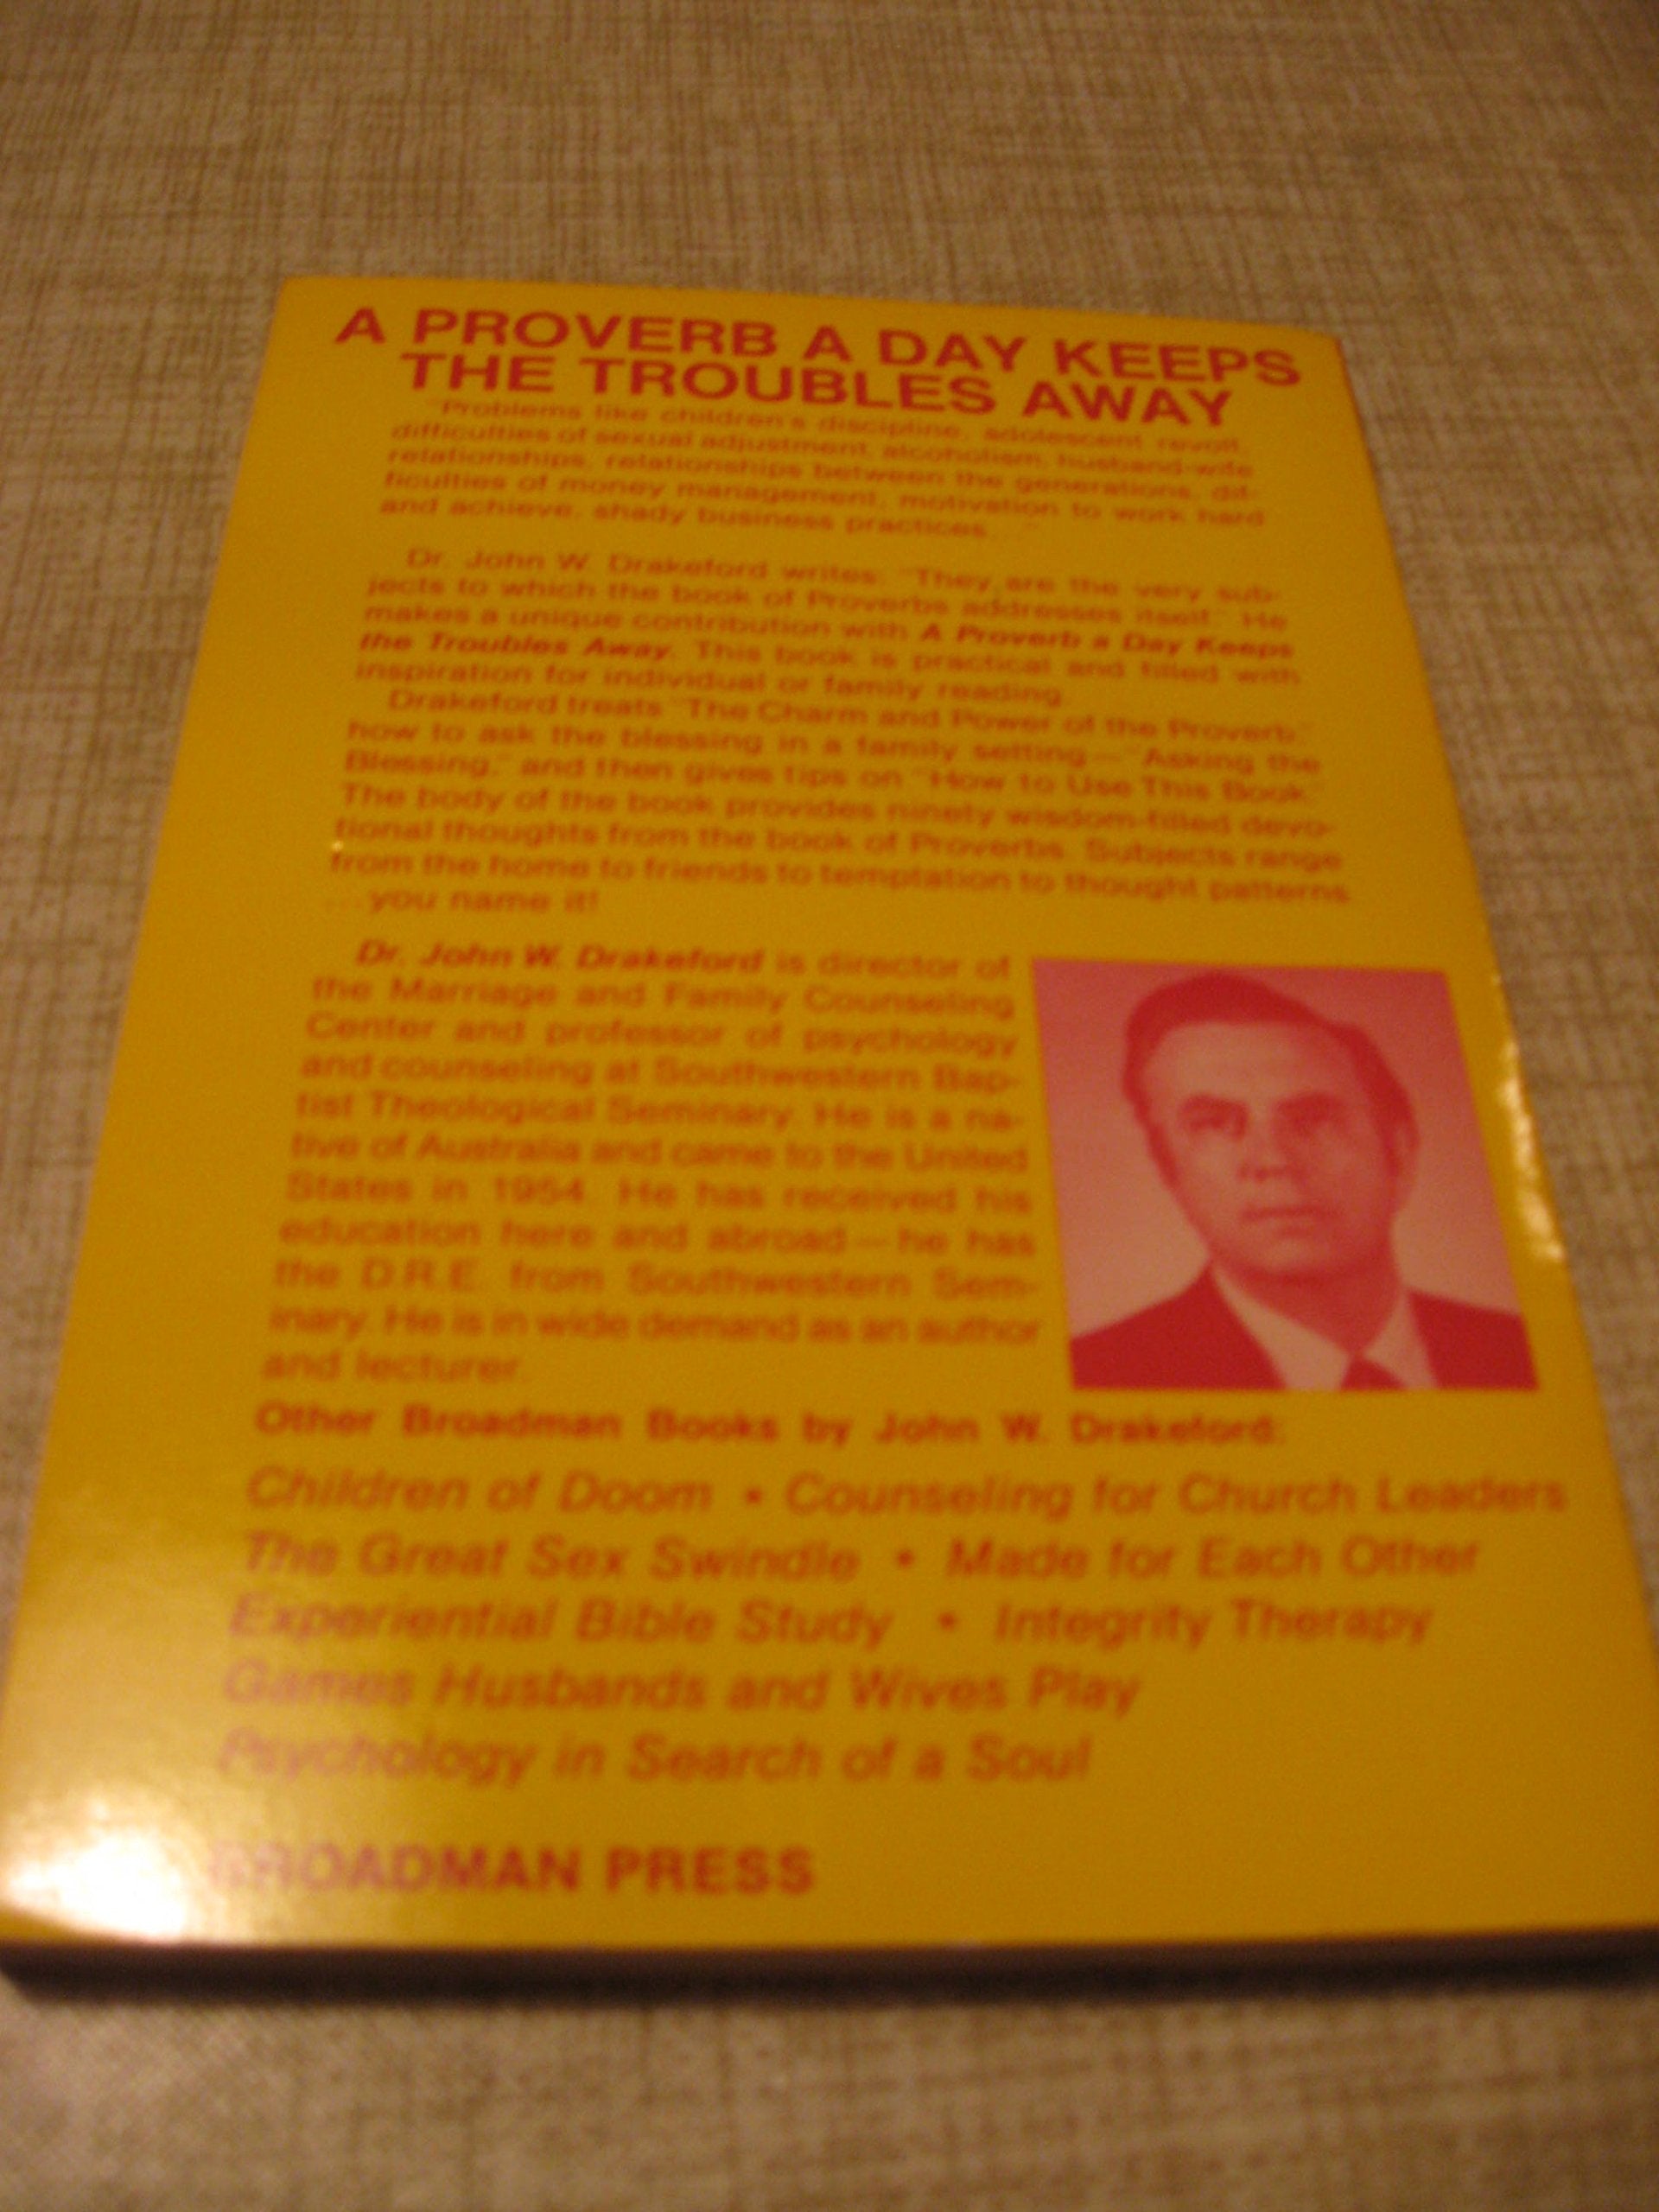 A PROVERB A DAY KEEPS
THE TROUBLES AWAY
"Problems like children's discipline, adolescent revolt,
difficulties of sexual adjustment, alcoholism, husband-wife
relationships, relationships between the generations, dif-
ficulties of money management, motivation to work hard
and achieve, shady business practices. . ."
Dr. John W. Drakeford writes: "They are the very sub-
jects to which the book of Proverbs addresses itself." He
makes a unique contribution with A Proverb a Day Keeps
the Troubles Away. This book is practical and filled with
inspiration for individual or family reading.
Drakeford treats "The Charm and Power of the Proverb,"
how to ask the blessing in a family setting—"Asking the
Blessing," and then gives tips on "How to Use This Book."
The body of the book provides ninety wisdom-filled devo-
tional thoughts from the book of Proverbs. Subjects range
from the home to friends to temptation to thought patterns
. . . you name it!
Dr. John W. Drakeford is director of
the Marriage and Family Counseling
Center and professor of psychology
and counseling at Southwestern Bap-
tist Theological Seminary. He is a na-
tive of Australia and came to the United
States in 1954. He has received his
education here and abroad—he has
the D.R.E. from Southwestern Sem-
inary. He is in wide demand as an author
and lecturer.
Other Broadman Books by John W. Drakeford:
Children of Doom • Counseling for Church Leaders
The Great Sex Swindle • Made for Each Other
Experiential Bible Study • Integrity Therapy
Games Husbands and Wives Play
Psychology in Search of a Soul
BROADMAN PRESS